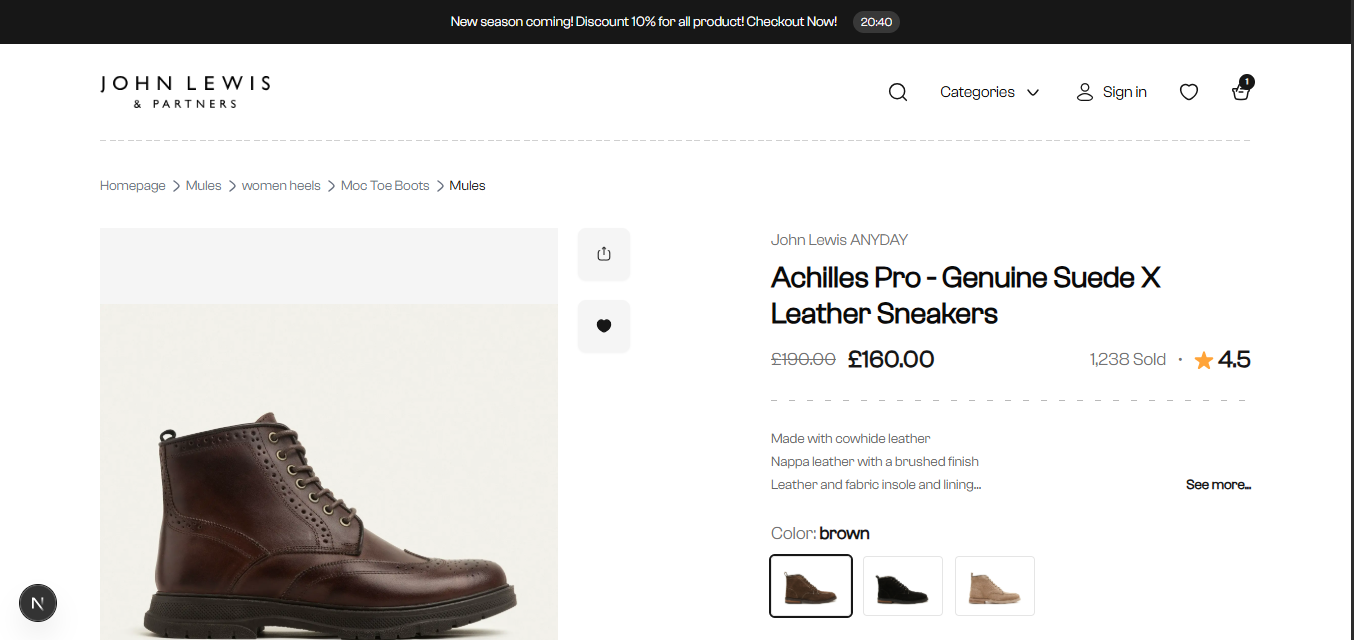 New season coming! Discount 10% for all product! Checkout Now! 20:40
JOHN LEWIS
& PARTNERS
Categories Sign in 1
Homepage Mules women heels Moc Toe Boots Mules
John Lewis ANYDAY
Achilles Pro - Genuine Suede X
Leather Sneakers
£190.00 £160.00 1,238 Sold • 4.5
Made with cowhide leather
Nappa leather with a brushed finish
Leather and fabric insole and lining...
See more...
Color: brown
N